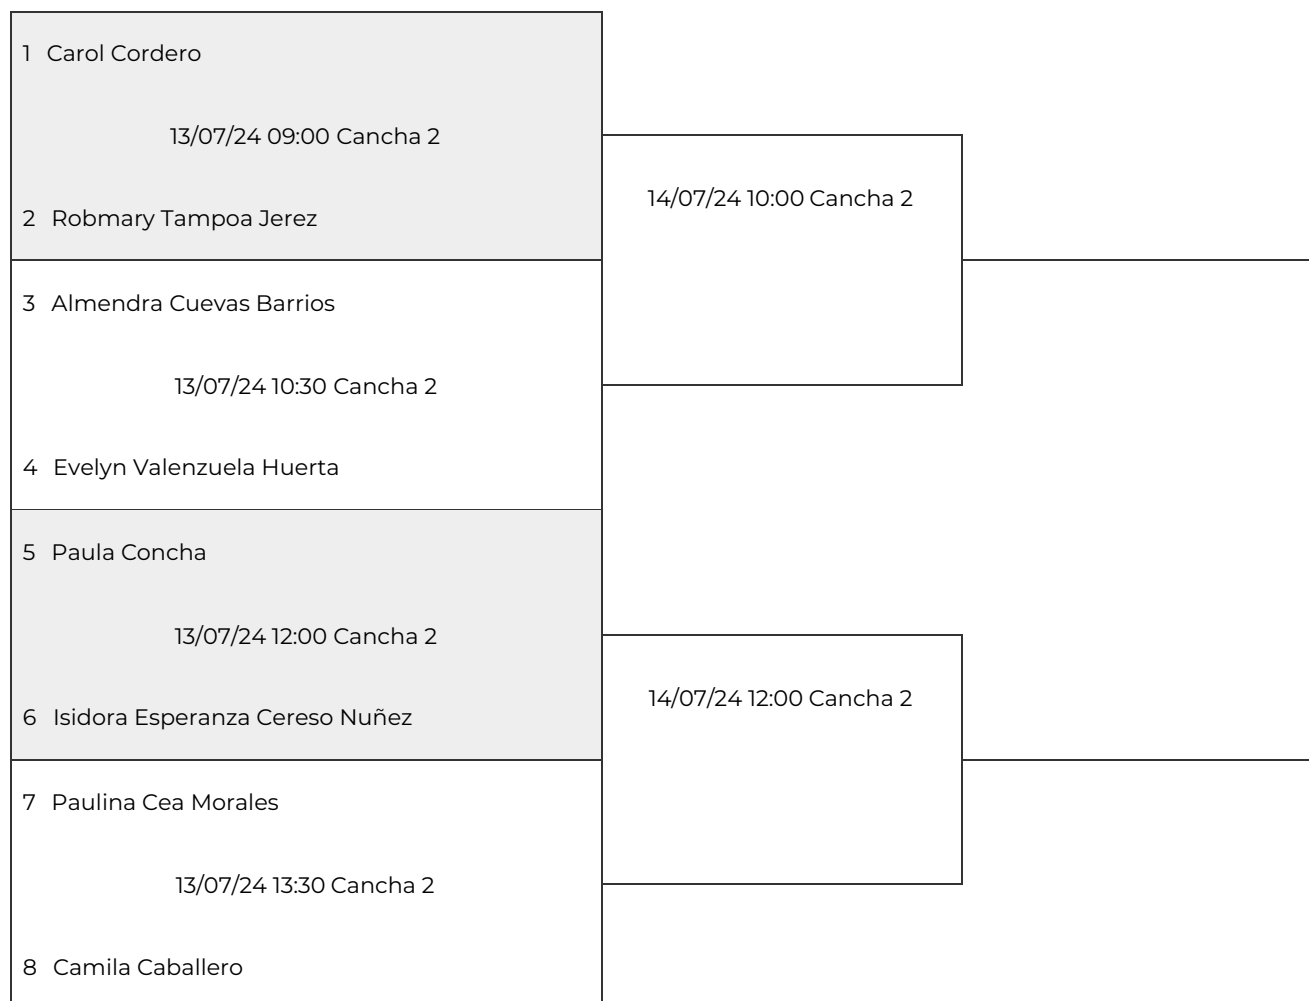 1 Carol Cordero
13/07/24 09:00 Cancha 2
2 Robmary Tampoa Jerez
3 Almendra Cuevas Barrios
13/07/24 10:30 Cancha 2
4 Evelyn Valenzuela Huerta
5 Paula Concha
13/07/24 12:00 Cancha 2
6 Isidora Esperanza Cereso Nuñez
7 Paulina Cea Morales
13/07/24 13:30 Cancha 2
8 Camila Caballero
14/07/24 10:00 Cancha 2
14/07/24 12:00 Cancha 2